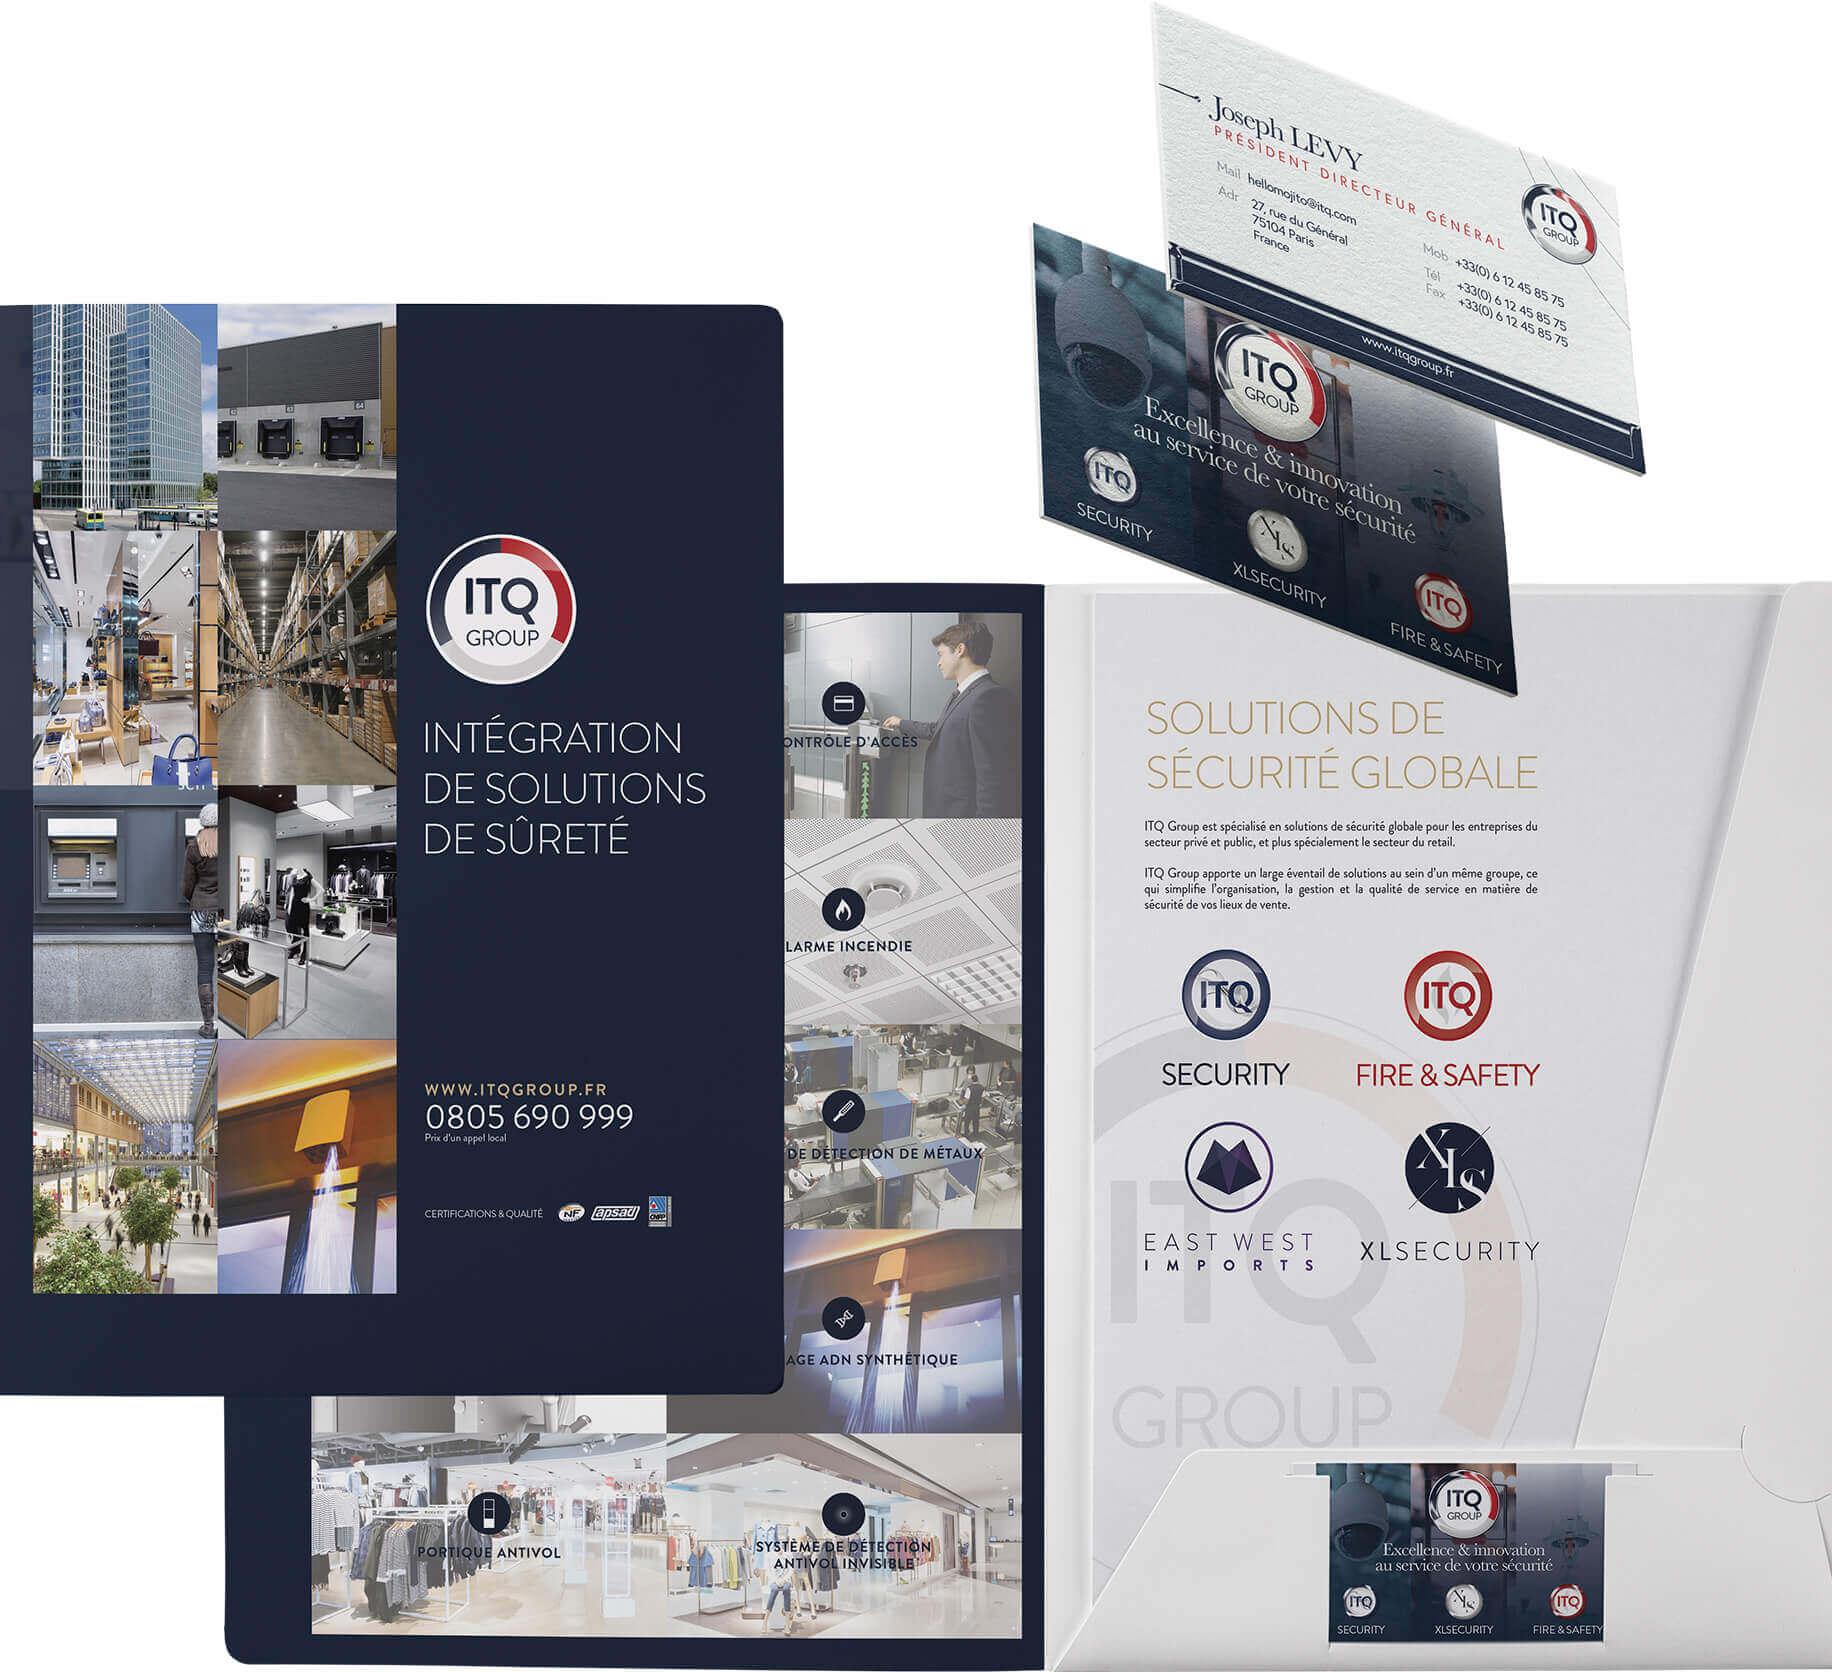 Joseph LEVY
PRÉSIDENT DIRECTEUR GÉNÉRAL
Mail hellomojito@itq.com
Adr 27, rue du Général
75104 Paris
France
Mob +33(0) 6 12 45 85 75
Tél +33(0) 6 12 45 85 75
Fax +33(0) 6 12 45 85 75
www.itqgroup.fr
ITQ
GROUP
ITQ
GROUP
Excellence & innovation
au service de votre sécurité
ITQ
SECURITY
XLS
XLSECURITY
ITQ
FIRE & SAFETY
62
63
64
ITQ
GROUP
INTÉGRATION
DE SOLUTIONS
DE SÛRETÉ
WWW.ITQGROUP.FR
0805 690 999
Prix d'un appel local
CERTIFICATIONS & QUALITÉ
NF
apsad
CNPP
ONTRÔLE D'ACCÈS
LARME INCENDIE
DE DÉTECTION DE MÉTAUX
AGE ADN SYNTHÉTIQUE
PORTIQUE ANTIVOL
SYSTÈME DE DÉTECTION
ANTIVOL INVISIBLE
SOLUTIONS DE
SÉCURITÉ GLOBALE
ITQ Group est spécialisé en solutions de sécurité globale pour les entreprises du
secteur privé et public, et plus spécialement le secteur du retail.
ITQ Group apporte un large éventail de solutions au sein d'un même groupe, ce
qui simplifie l'organisation, la gestion et la qualité de service en matière de
sécurité de vos lieux de vente.
ITQ
SECURITY
ITQ
FIRE & SAFETY
EAST WEST
IMPORTS
XLS
XLSECURITY
ITQ
GROUP
ITQ
GROUP
Excellence & innovation
au service de votre sécurité
ITQ
SECURITY
XLS
XLSECURITY
ITQ
FIRE & SAFETY